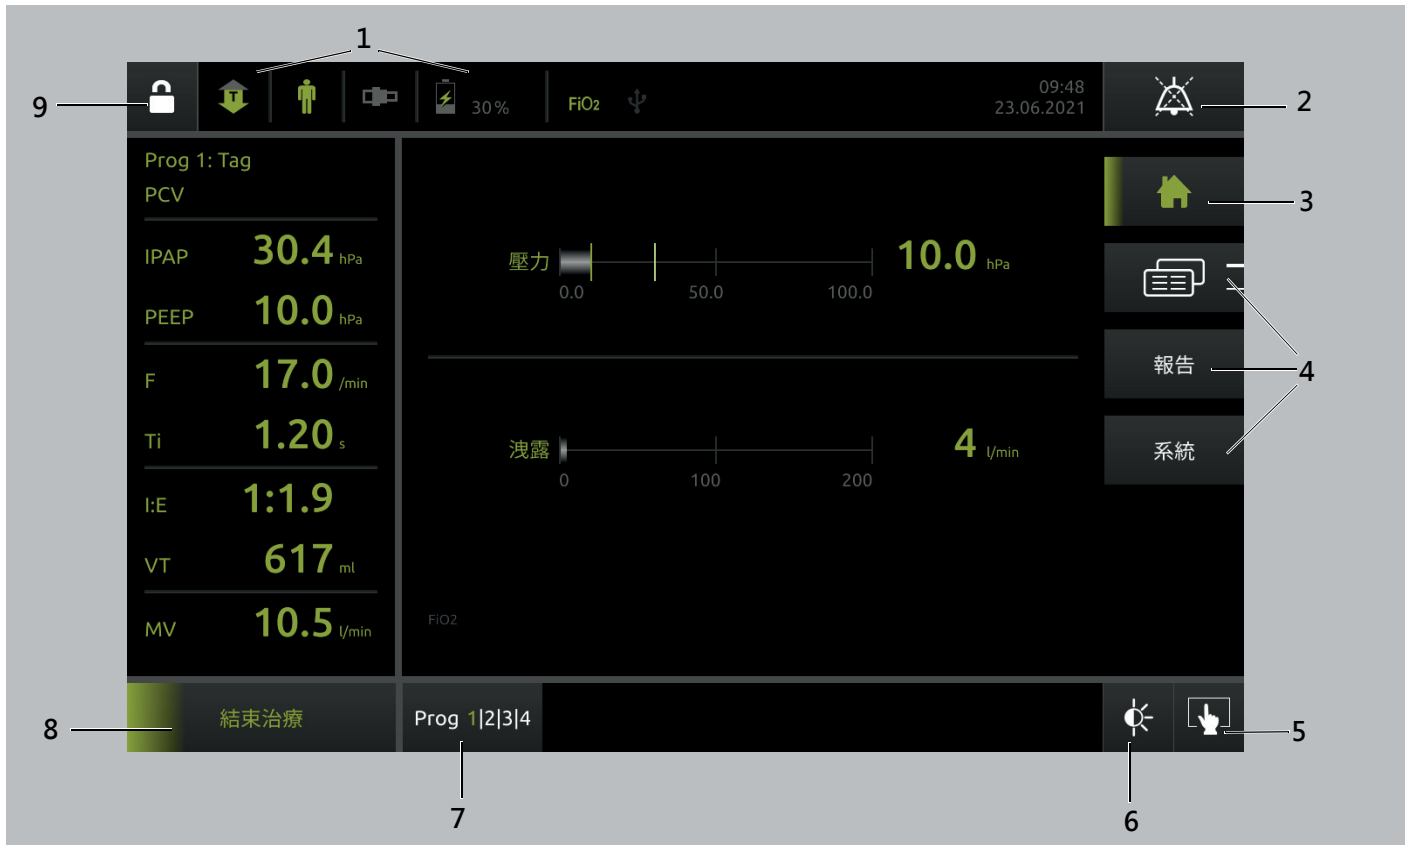 1
9
T
30%
FiO2
09:48
23.06.2021
2
Prog 1: Tag
PCV
IPAP 30.4 hPa
PEEP 10.0 hPa
F 17.0 /min
Ti 1.20 s
I:E 1:1.9
VT 617 ml
MV 10.5 l/min
壓力 10.0 hPa
0.0 50.0 100.0
洩露 4 l/min
0 100 200
FiO2
3
4
報告
系統
結束治療
Prog 1|2|3|4
8
5
7
6